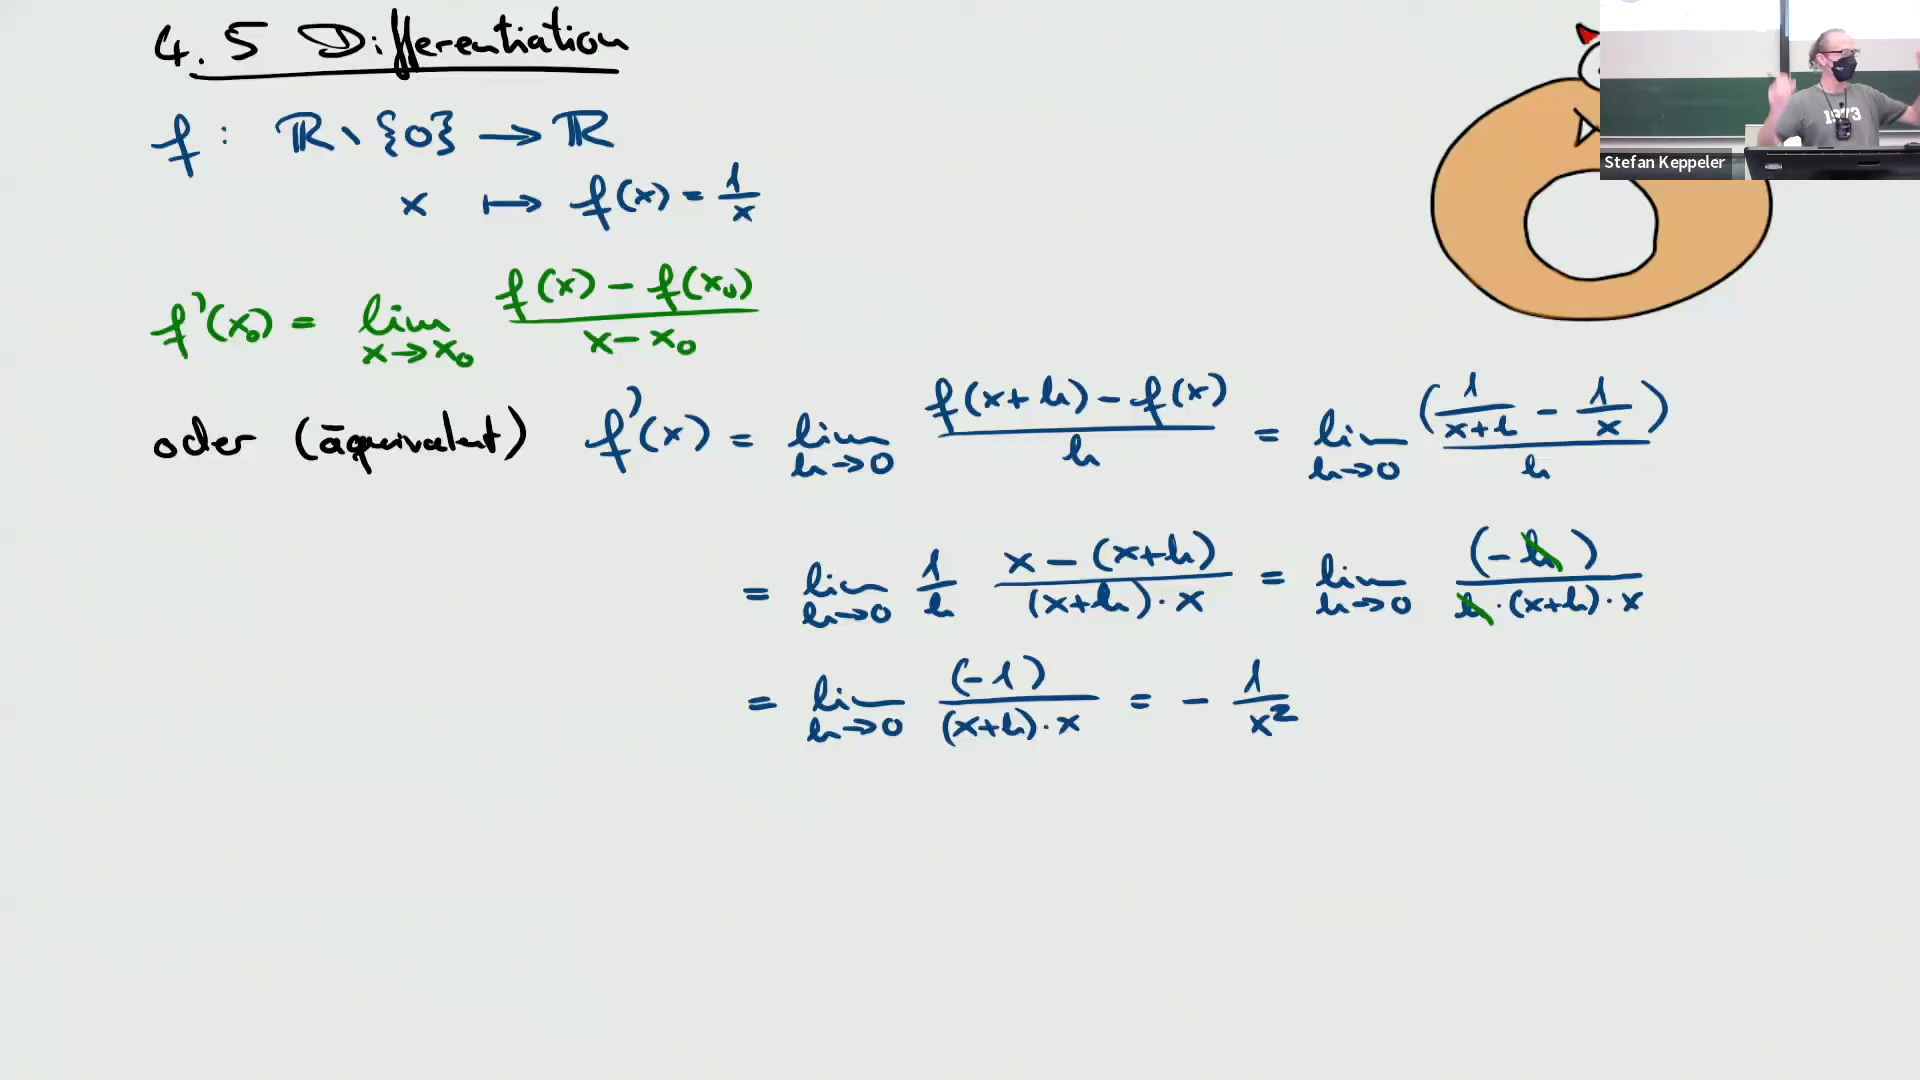 4.5 Differentiation
f : ℝ∖{0} → ℝ
x ↦ f(x) = 1/x
f'(x₀) = lim_{x→x₀} (f(x) − f(x₀))/(x − x₀)
oder (äquivalent) f'(x) = lim_{h→0} (f(x+h) − f(x))/h = lim_{h→0} (1/(x+h) − 1/x)/h
= lim_{h→0} 1/h (x − (x+h))/((x+h)·x) = lim_{h→0} (−h)/(h·(x+h)·x)
= lim_{h→0} (−1)/((x+h)·x) = − 1/x²
1973
Stefan Keppeler